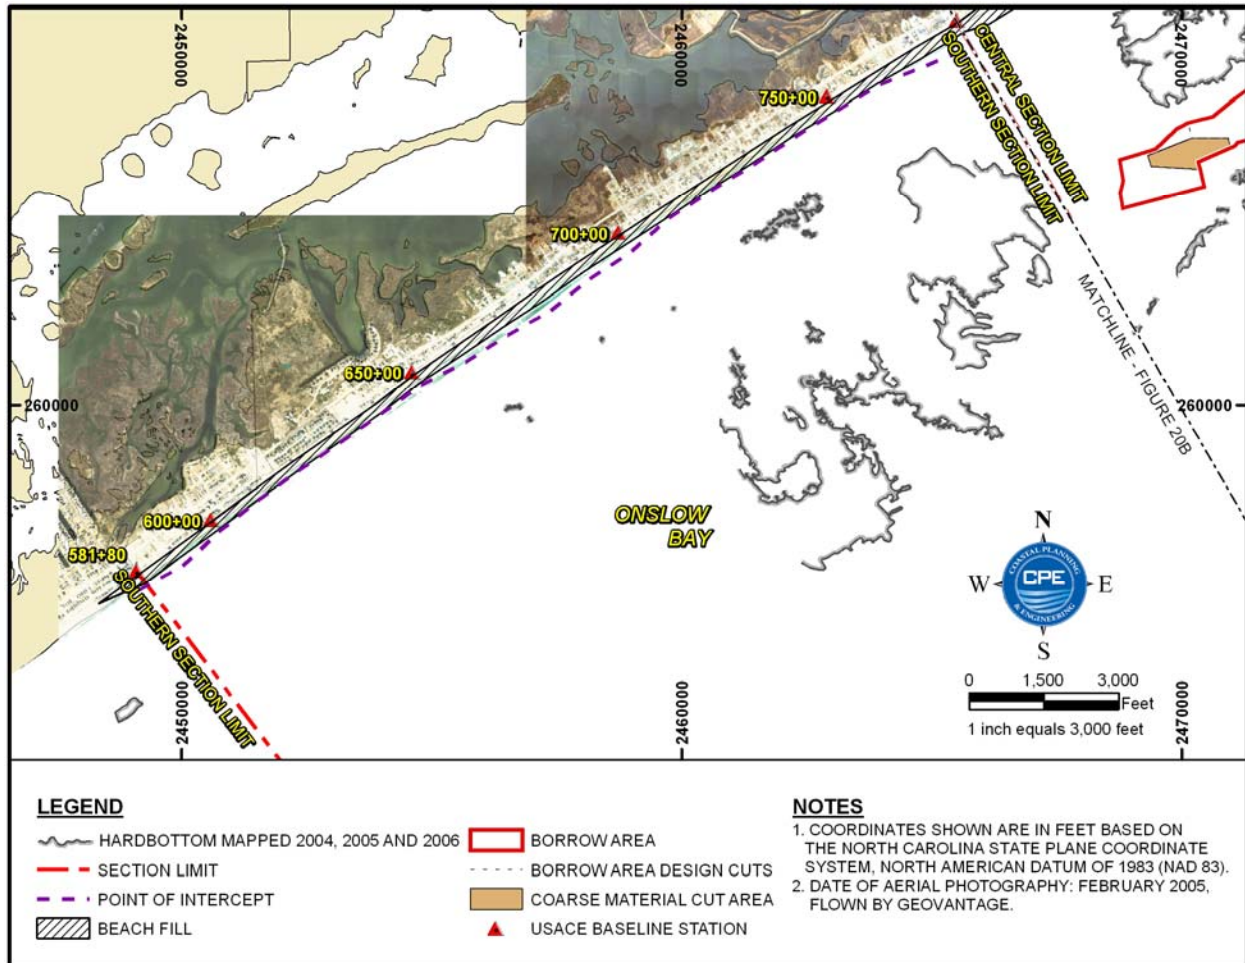 2450000
2460000
2470000
750+00
CENTRAL SECTION LIMIT
SOUTHERN SECTION LIMIT
700+00
650+00
MATCHLINE - FIGURE 20B
260000
260000
600+00
581+80
ONSLOW
BAY
SOUTHERN SECTION LIMIT
N
W
E
S
COASTAL PLANNING
CPE
& ENGINEERING
2450000
2460000
2470000
0 1,500 3,000
Feet
1 inch equals 3,000 feet
LEGEND
HARDBOTTOM MAPPED 2004, 2005 AND 2006
SECTION LIMIT
POINT OF INTERCEPT
BEACH FILL
BORROW AREA
BORROW AREA DESIGN CUTS
COARSE MATERIAL CUT AREA
USACE BASELINE STATION
NOTES
1. COORDINATES SHOWN ARE IN FEET BASED ON
THE NORTH CAROLINA STATE PLANE COORDINATE
SYSTEM, NORTH AMERICAN DATUM OF 1983 (NAD 83).
2. DATE OF AERIAL PHOTOGRAPHY: FEBRUARY 2005,
FLOWN BY GEOVANTAGE.